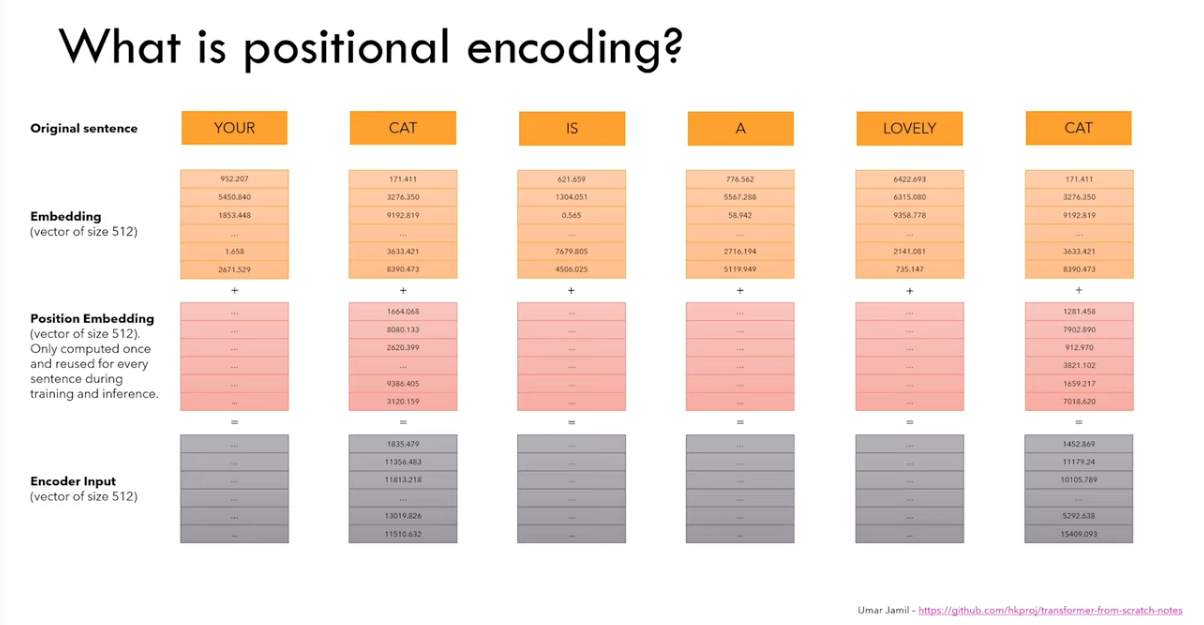 What is positional encoding?
Original sentence
YOUR
CAT
IS
A
LOVELY
CAT
Embedding
(vector of size 512)
952.207 171.411 621.659 776.562 6422.693 171.411
5450.840 3276.350 1304.051 5567.288 6315.080 3276.350
1853.448 9192.819 0.565 58.942 9358.778 9192.819
... ... ... ... ... ...
1.658 3633.421 7679.805 2716.194 2141.081 3633.421
2671.529 8390.473 4506.025 5119.949 735.147 8390.473
+ + + + + +
Position Embedding
(vector of size 512).
Only computed once
and reused for every
sentence during
training and inference.
... 1664.068 ... ... ... 1281.458
... 8080.133 ... ... ... 7902.890
... 2620.399 ... ... ... 912.970
... ... ... ... ... 3821.102
... 9386.405 ... ... ... 1659.217
... 3120.159 ... ... ... 7018.620
= = = = = =
Encoder Input
(vector of size 512)
... 1835.479 ... ... ... 1452.869
... 11356.483 ... ... ... 11179.24
... 11813.218 ... ... ... 10105.789
... ... ... ... ... ...
... 13019.826 ... ... ... 5292.638
... 11510.632 ... ... ... 15409.093
Umar Jamil - https://github.com/hkproj/transformer-from-scratch-notes